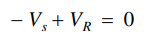 − V_s + V_R = 0